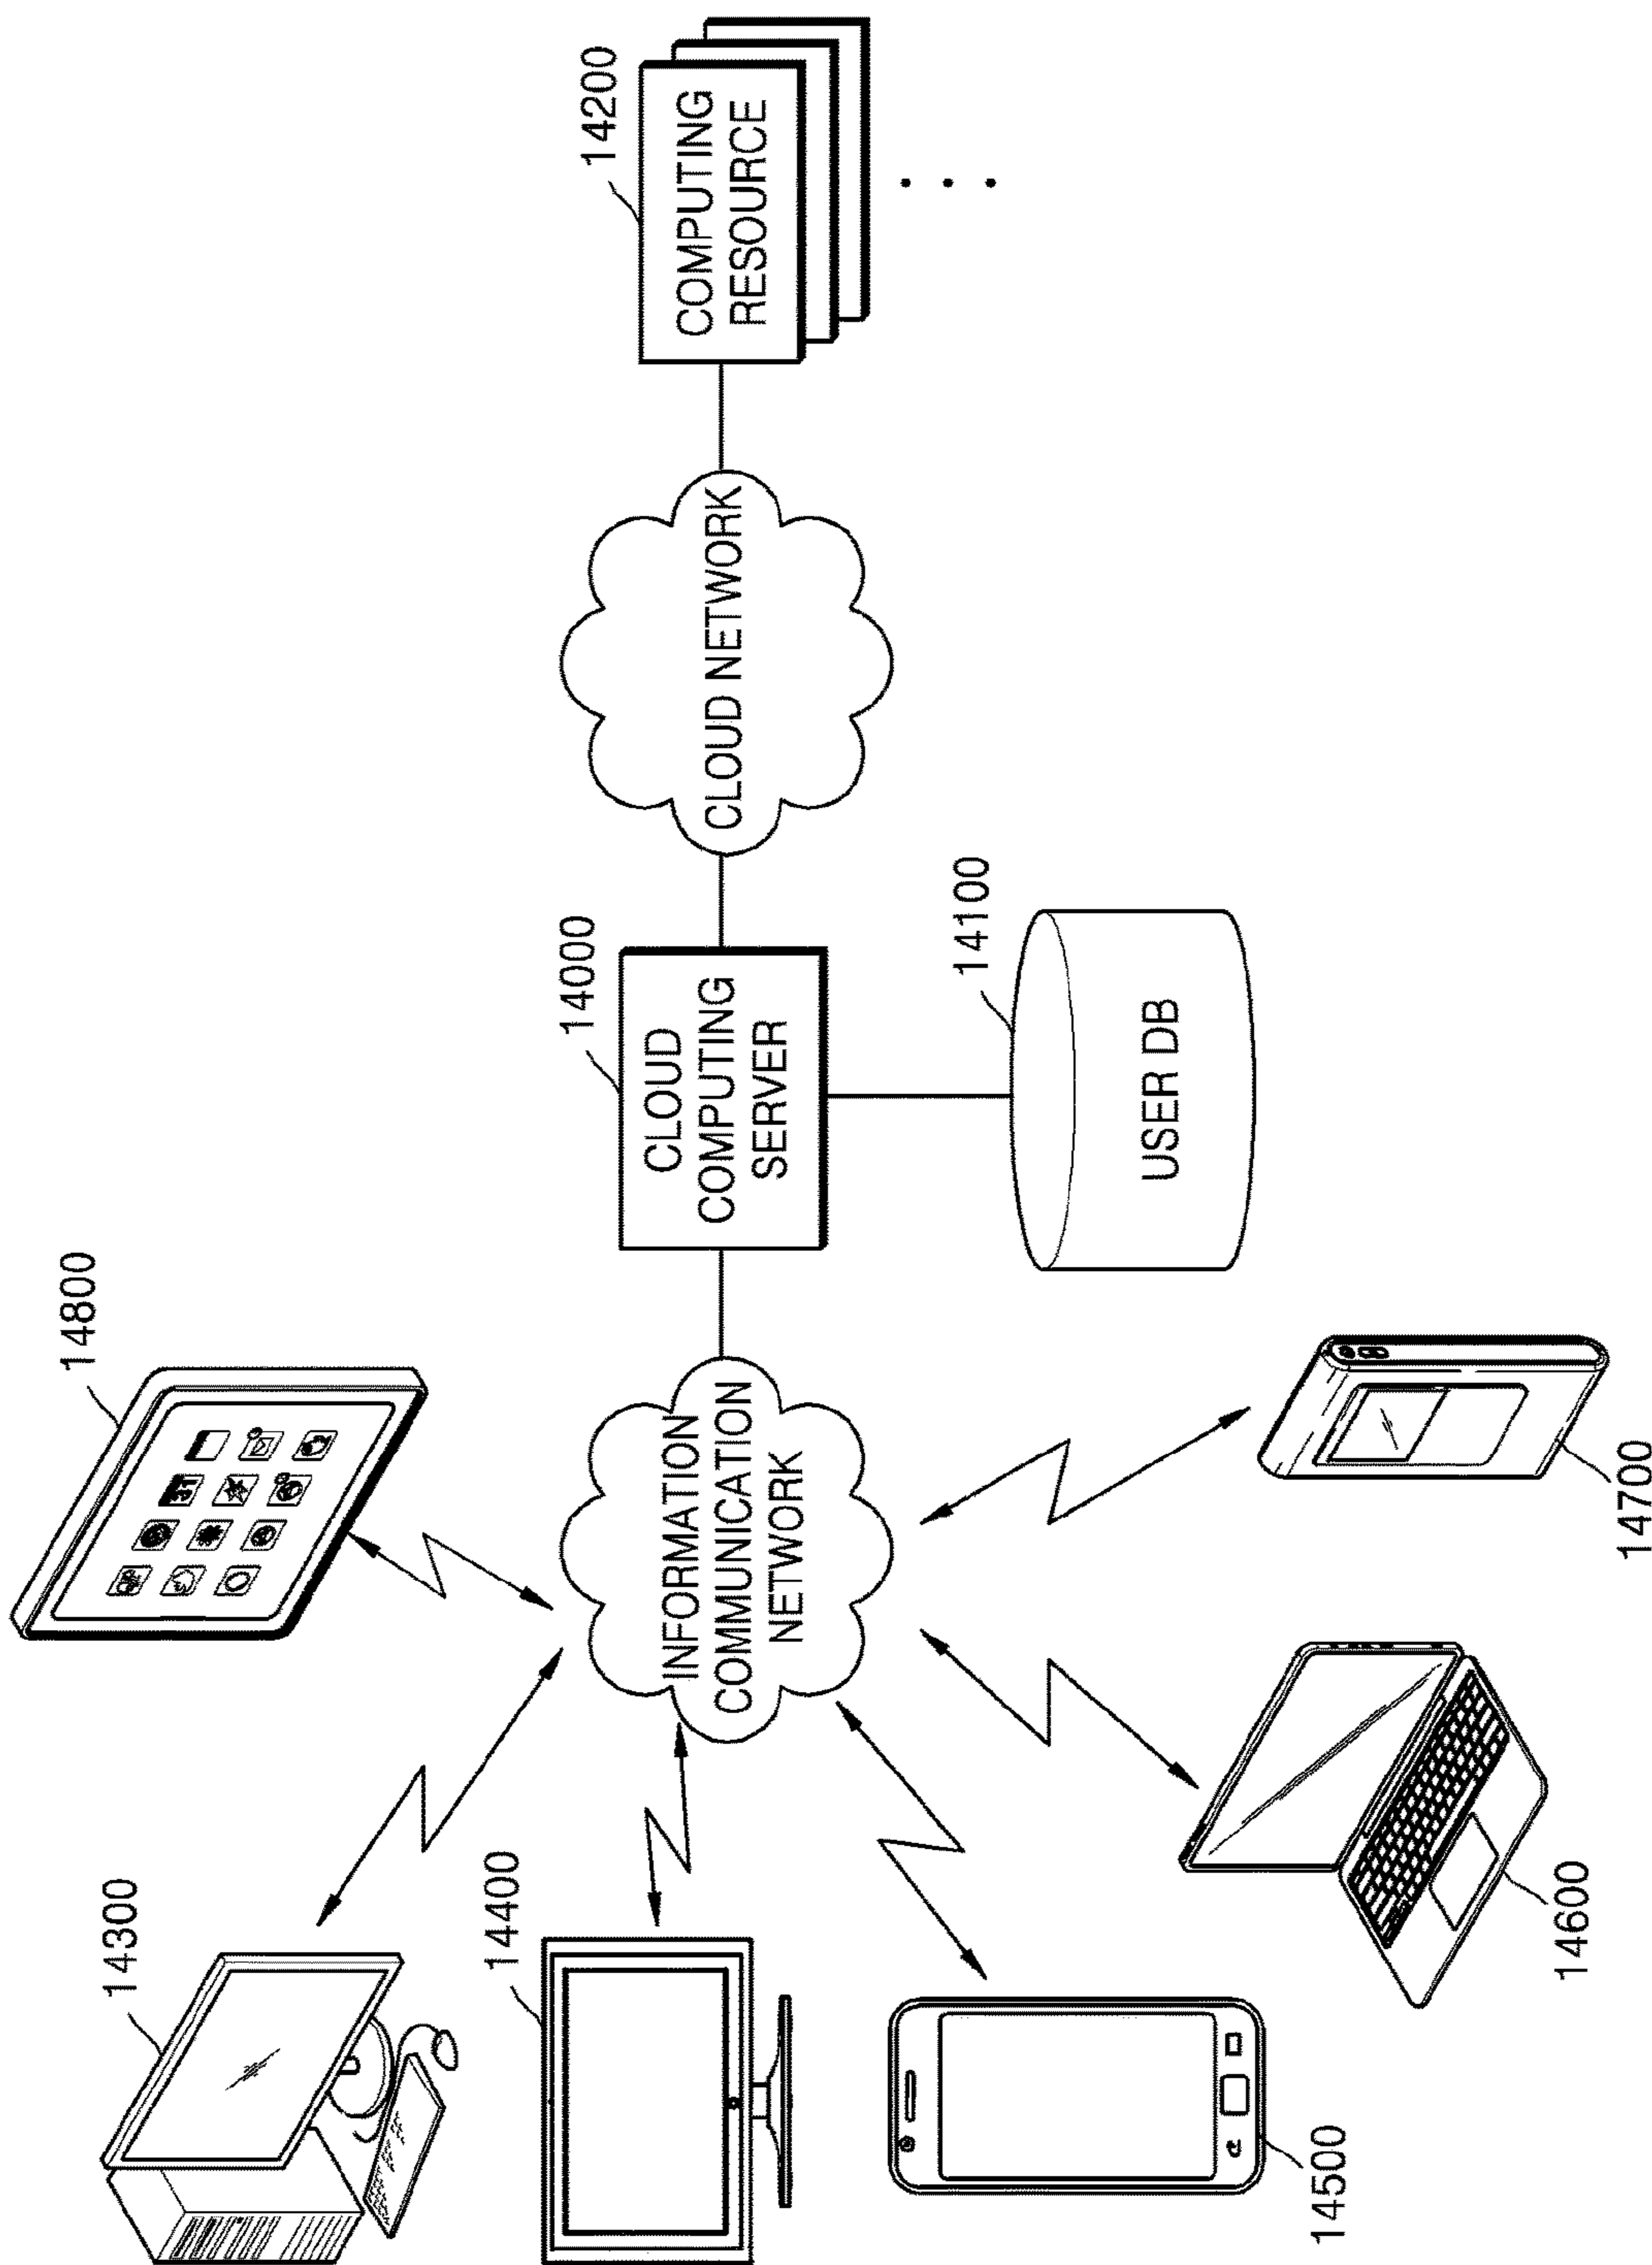 14800
14300
14400
14500
14600
14700
INFORMATION
COMMUNICATION
NETWORK
14000
CLOUD
COMPUTING
SERVER
14100
USER DB
CLOUD NETWORK
14200
COMPUTING
RESOURCE
. . .
31